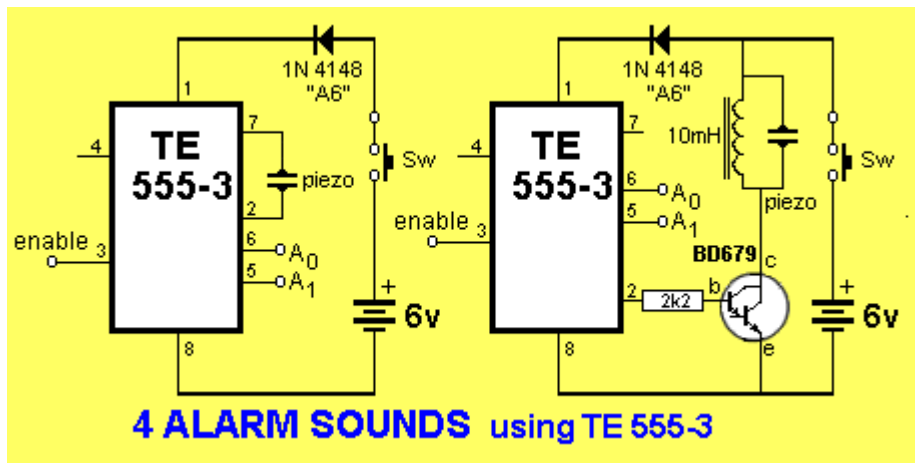 1N 4148
"A6"
1
TE
555-3
4
7
piezo
2
enable
3
6
A0
5
A1
8
Sw
+
6v
1N 4148
"A6"
1
TE
555-3
4
7
10mH
Sw
6
A0
5
A1
piezo
enable
3
BD679
c
2
2k2
b
e
8
+
6v
4 ALARM SOUNDS using TE 555-3